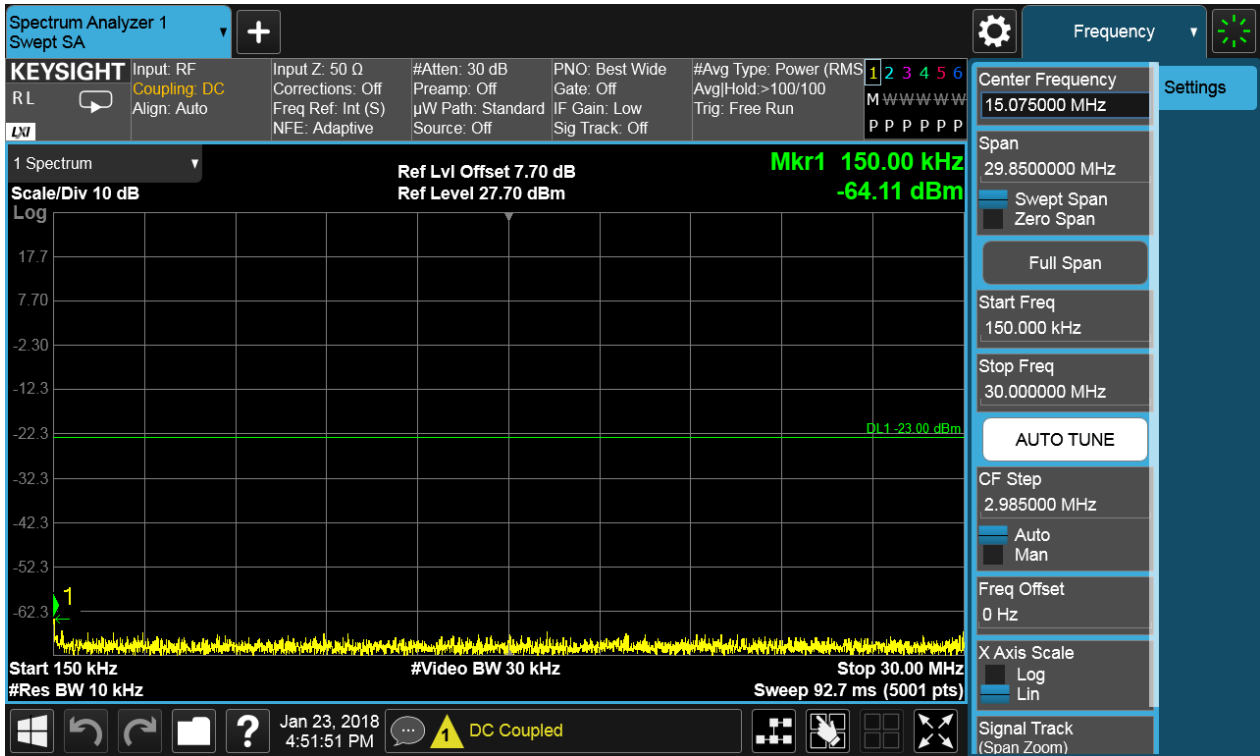 Spectrum Analyzer 1
Swept SA
Frequency
KEYSIGHT
R L
LXI
Input: RF
Coupling: DC
Align: Auto
Input Z: 50 Ω
Corrections: Off
Freq Ref: Int (S)
NFE: Adaptive
#Atten: 30 dB
Preamp: Off
µW Path: Standard
Source: Off
PNO: Best Wide
Gate: Off
IF Gain: Low
Sig Track: Off
#Avg Type: Power (RMS
Avg|Hold:>100/100
Trig: Free Run
1 2 3 4 5 6
M W W W W W
P P P P P P
1 Spectrum
Scale/Div 10 dB
Log
Ref Lvl Offset 7.70 dB
Ref Level 27.70 dBm
Mkr1 150.00 kHz
-64.11 dBm
17.7
7.70
-2.30
-12.3
-22.3
DL1 -23.00 dBm
-32.3
-42.3
-52.3
-62.3
1
Start 150 kHz
#Video BW 30 kHz
Stop 30.00 MHz
#Res BW 10 kHz
Sweep 92.7 ms (5001 pts)
Center Frequency
15.075000 MHz
Span
29.8500000 MHz
Swept Span
Zero Span
Full Span
Start Freq
150.000 kHz
Stop Freq
30.000000 MHz
AUTO TUNE
CF Step
2.985000 MHz
Auto
Man
Freq Offset
0 Hz
X Axis Scale
Log
Lin
Signal Track
(Span Zoom)
Settings
?
Jan 23, 2018
4:51:51 PM
1
DC Coupled